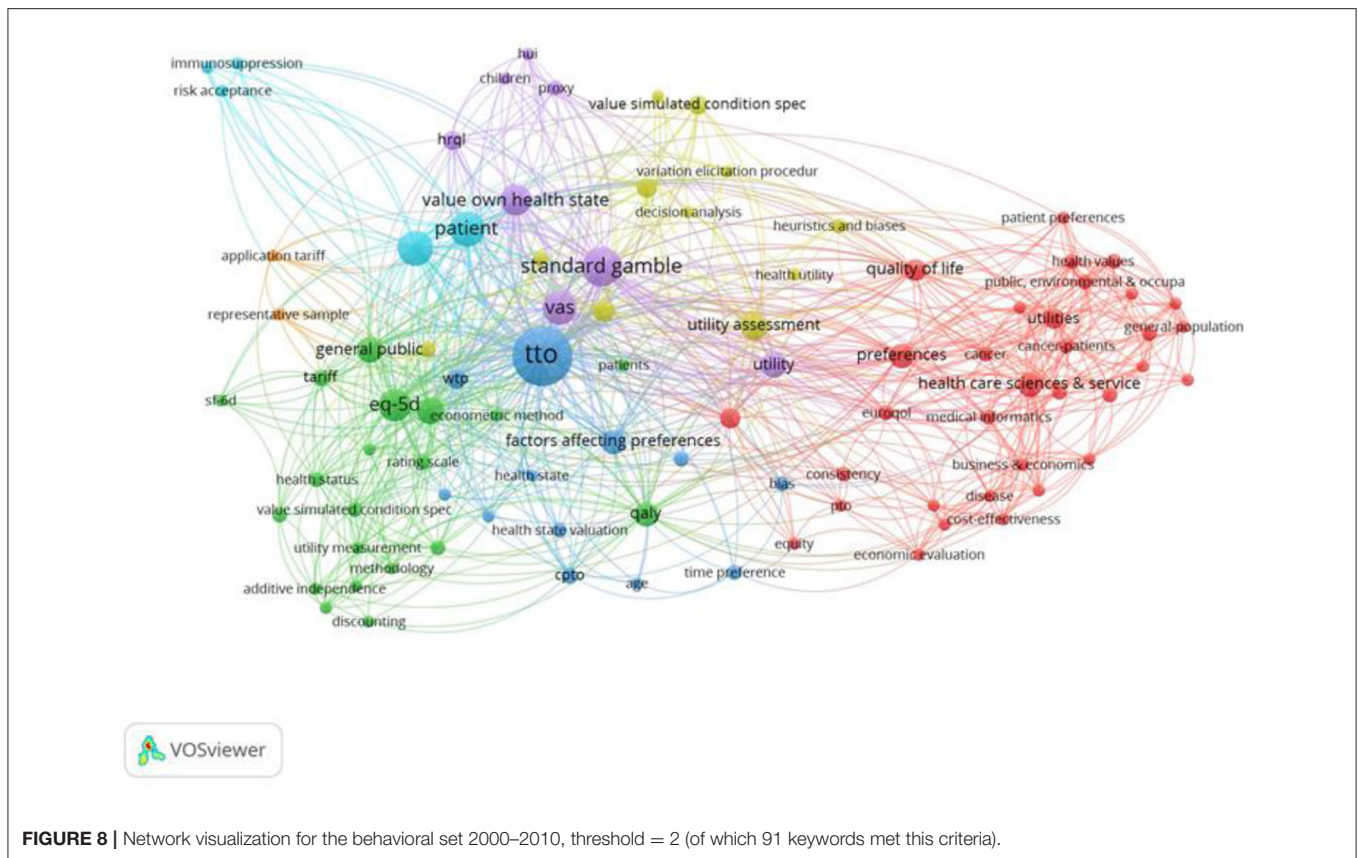 hui
immunosuppression
children
risk acceptance
proxy
value simulated condition spec
hrql
variation elicitation procedur
value own health state
decision analysis
patient preferences
patient
heuristics and biases
application tariff
standard gamble
health values
quality of life
health utility
public, environmental & occupa
vas
representative sample
utilities
utility assessment
general-population
general public
cancer-patients
tto
preferences
cancer
patients
utility
tariff
wtp
health care sciences & service
sf-6d
eq-5d
econometric method
euroqol
medical informatics
factors affecting preferences
rating scale
business & economics
health status
health state
consistency
bias
disease
value simulated condition spec
pto
qaly
cost-effectiveness
health state valuation
utility measurement
equity
economic evaluation
methodology
cpto
time preference
age
additive independence
discounting
VOSviewer
FIGURE 8 | Network visualization for the behavioral set 2000–2010, threshold = 2 (of which 91 keywords met this criteria).